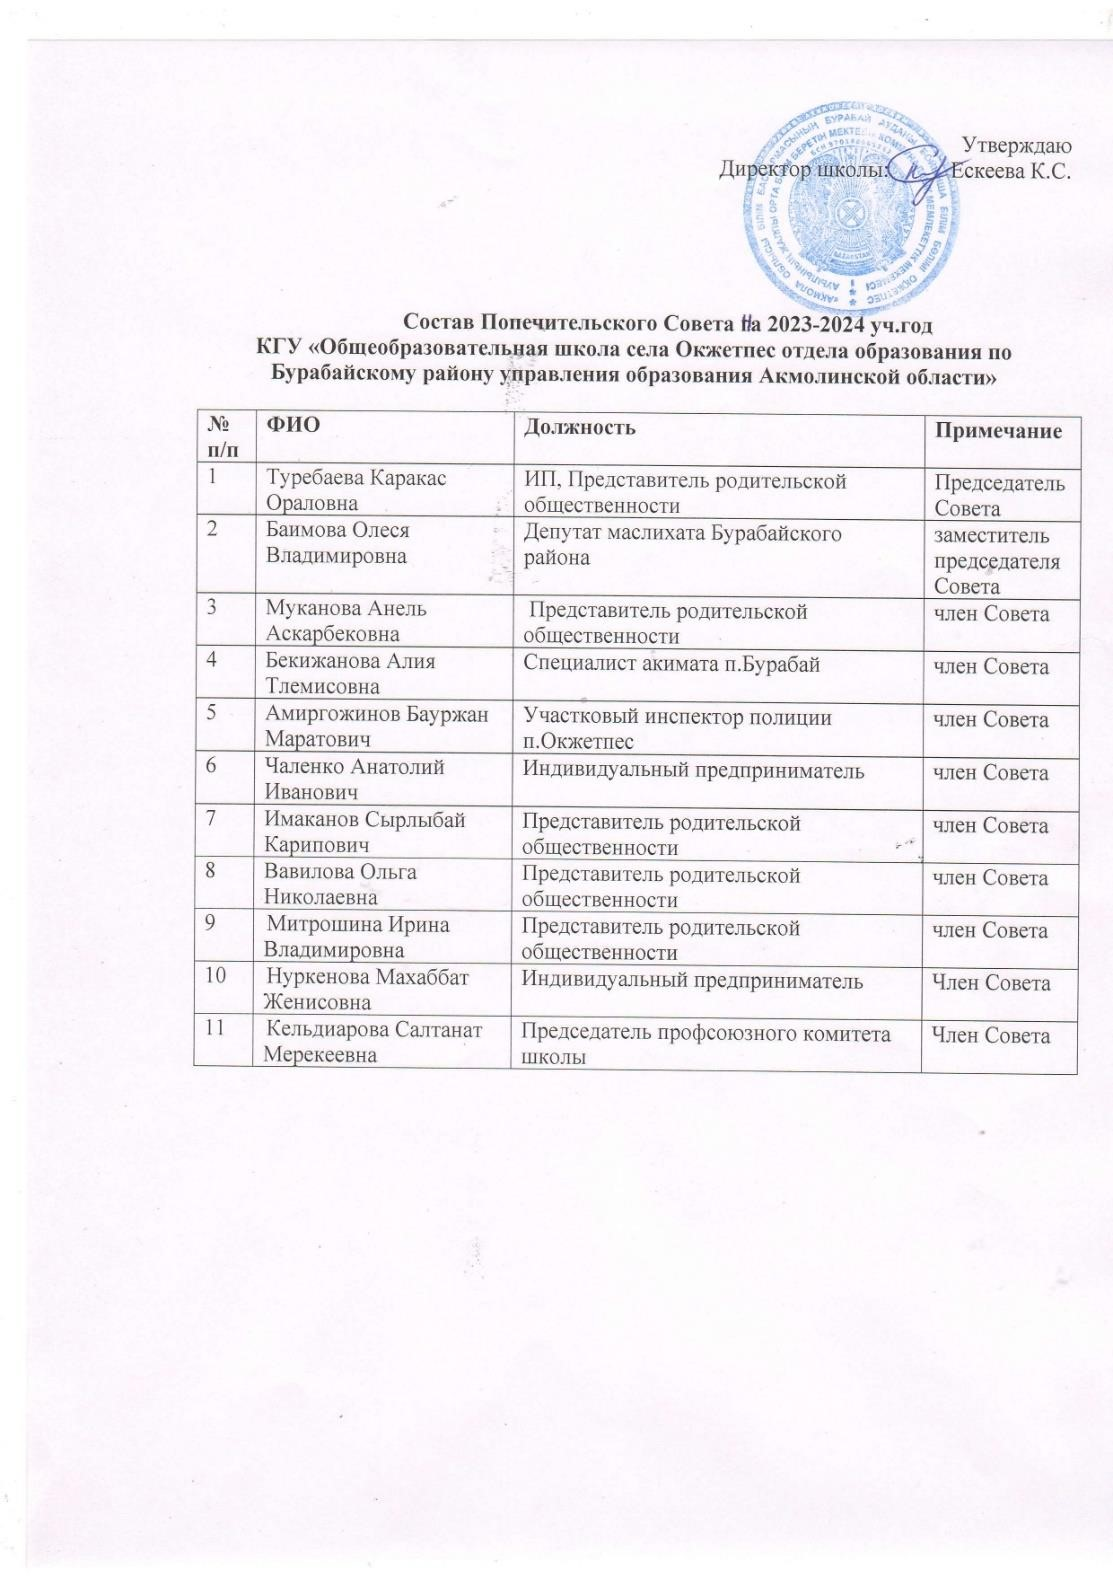 Утверждаю
Директор школы: Ескеева К.С.
Состав Попечительского Совета на 2023-2024 уч.год
КГУ «Общеобразовательная школа села Окжетпес отдела образования по
Бурабайскому району управления образования Акмолинской области»
№ п/п ФИО Должность Примечание
1 Туребаева Каракас Ораловна ИП, Представитель родительской общественности Председатель Совета
2 Баимова Олеся Владимировна Депутат маслихата Бурабайского района заместитель председателя Совета
3 Муканова Анель Аскарбековна Представитель родительской общественности член Совета
4 Бекижанова Алия Тлемисовна Специалист акимата п.Бурабай член Совета
5 Амиргожинов Бауржан Маратович Участковый инспектор полиции п.Окжетпес член Совета
6 Чаленко Анатолий Иванович Индивидуальный предприниматель член Совета
7 Имаканов Сырлыбай Карипович Представитель родительской общественности член Совета
8 Вавилова Ольга Николаевна Представитель родительской общественности член Совета
9 Митрошина Ирина Владимировна Представитель родительской общественности член Совета
10 Нуркенова Махаббат Женисовна Индивидуальный предприниматель Член Совета
11 Кельдиарова Салтанат Мерекеевна Председатель профсоюзного комитета школы Член Совета